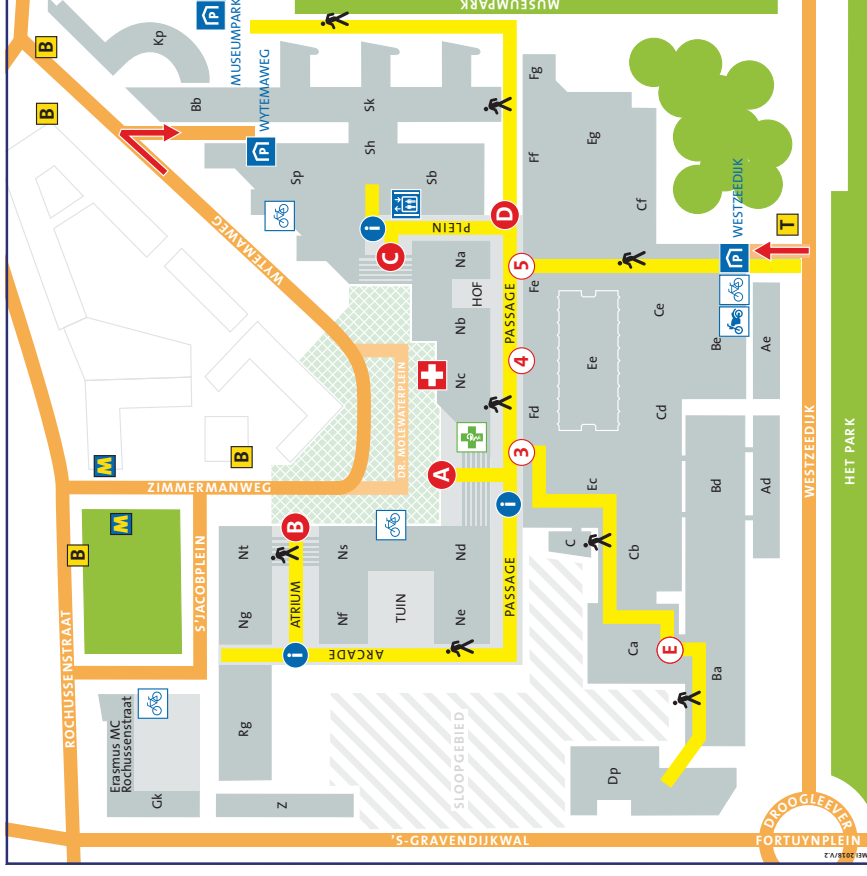 MUSEUMPARK
Kp
B
P
MUSEUMPARK
B
Bb
WYTEMAWEG
P
Sk
Fg
Sh
Sp
Sb
Ff
Eg
Cf
WYTEMAWEG
i
PLEIN
D
C
WESTZEEDIJK
P
T
Na
HOF
5
Fe
Nb
PASSAGE
Ce
Be
Ae
Nc
4
Ee
DR. MOLEWATERPLEIN
Fd
Cd
M
B
A
3
ZIMMERMANWEG
i
Ec
Bd
Ad
WESTZEEDIJK
HET PARK
M
B
S'JACOBPLEIN
Nt
B
Ns
Nd
C
Cb
ROCHUSSENSTRAAT
Ng
ATRIUM
Nf
TUIN
Ne
PASSAGE
i
ARCADE
Ca
E
Ba
Erasmus MC
Rochussenstraat
Rg
SLOOPGEBIED
Gk
Z
Dp
'S-GRAVENDIJKWAL
DROOGLEEVER
FORTUYNPLEIN
MEI 2018/V.2